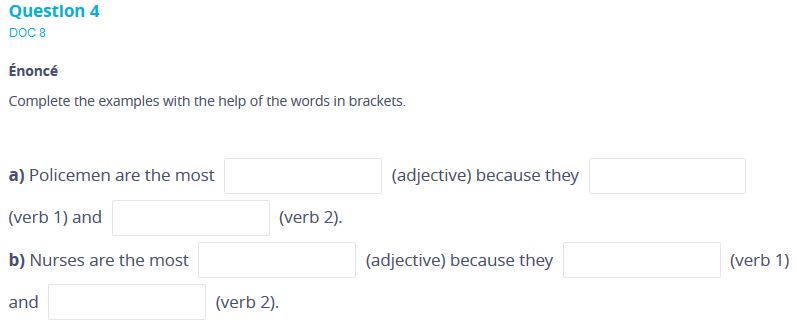 Question 4
DOC 8
Énoncé
Complete the examples with the help of the words in brackets.
a) Policemen are the most (adjective) because they
(verb 1) and (verb 2).
b) Nurses are the most (adjective) because they (verb 1)
and (verb 2).